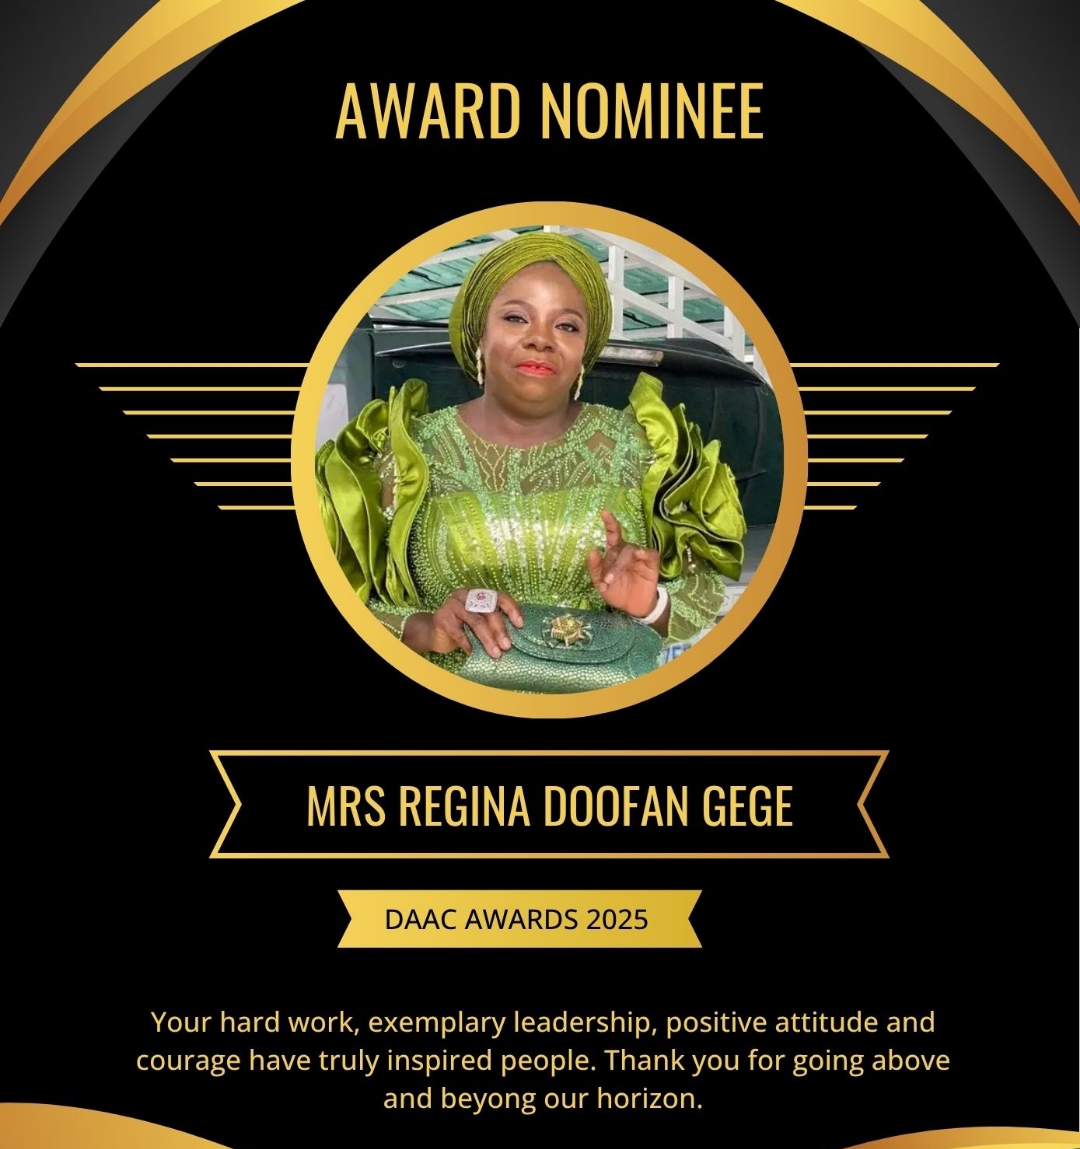 AWARD NOMINEE
MRS REGINA DOOFAN GEGE
DAAC AWARDS 2025
Your hard work, exemplary leadership, positive attitude and
courage have truly inspired people. Thank you for going above
and beyong our horizon.